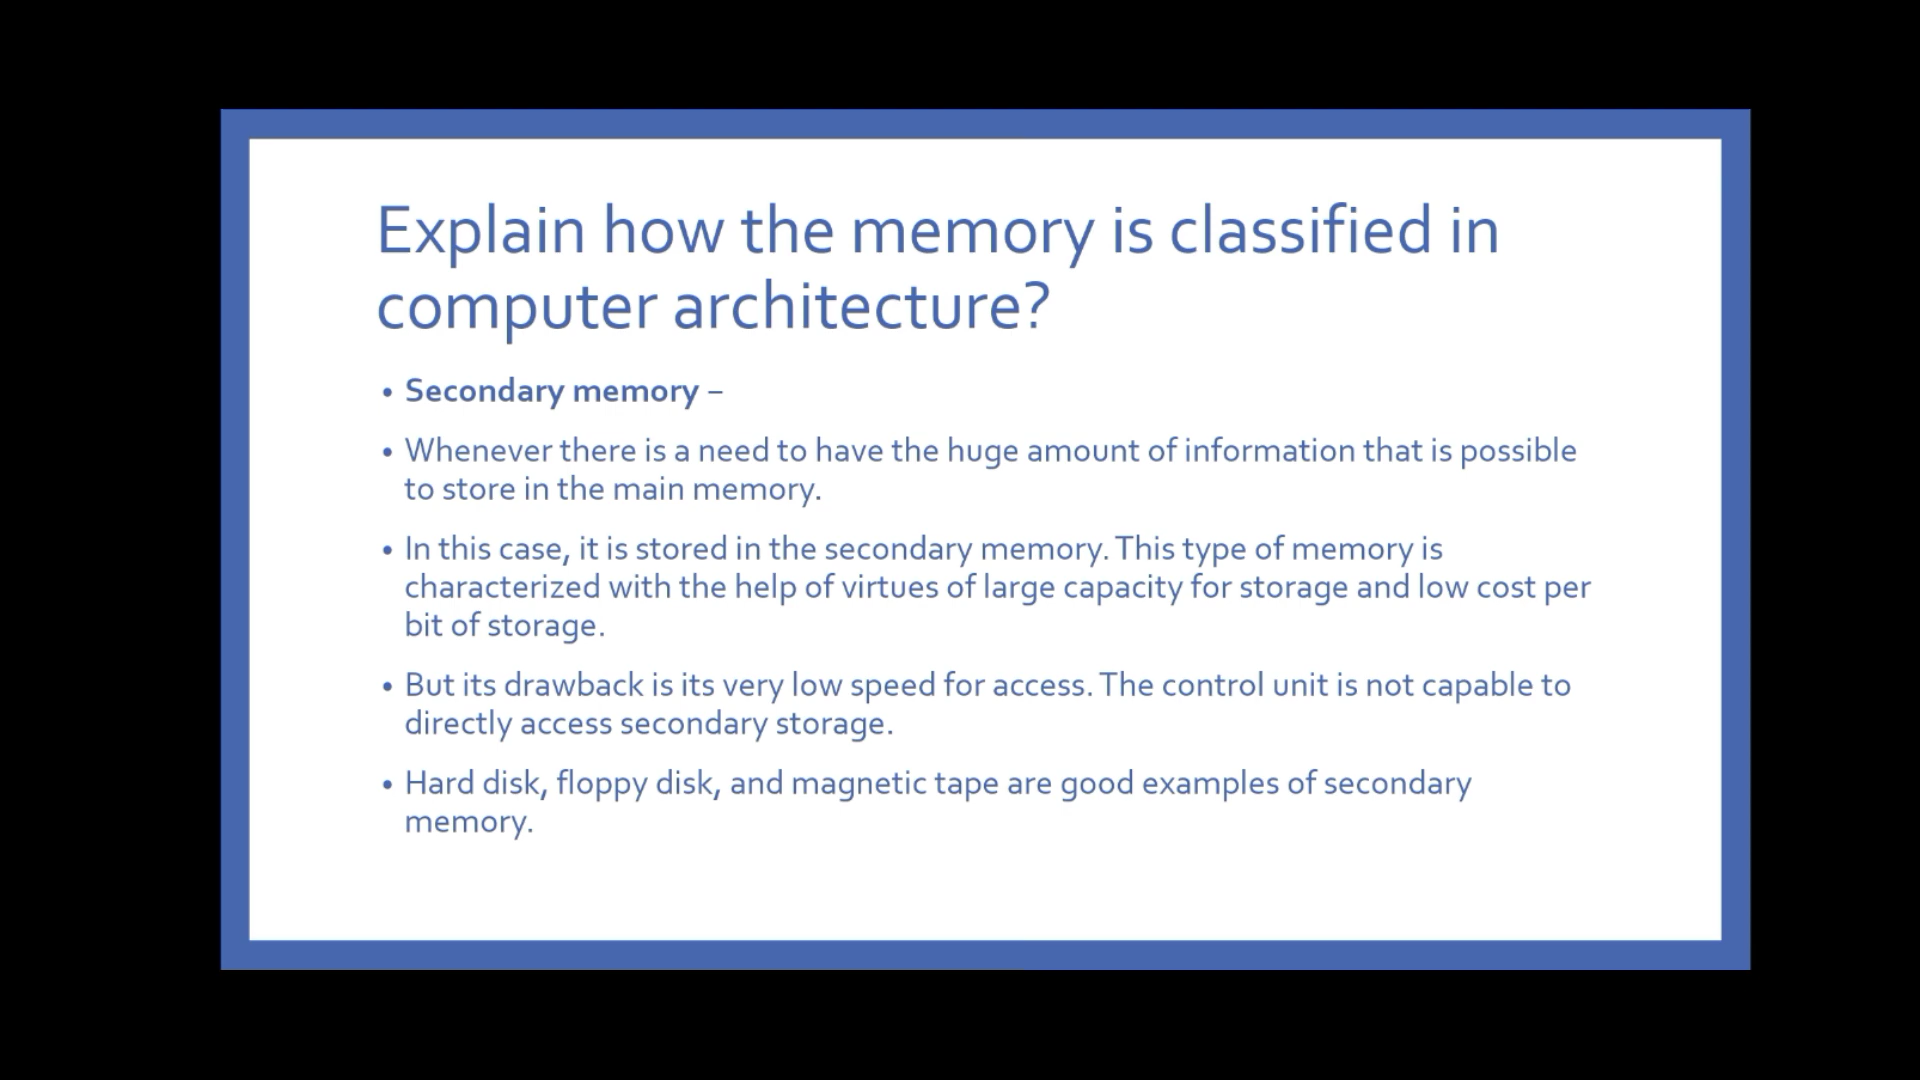 Explain how the memory is classified in
computer architecture?
• Secondary memory –
• Whenever there is a need to have the huge amount of information that is possible
to store in the main memory.
• In this case, it is stored in the secondary memory. This type of memory is
characterized with the help of virtues of large capacity for storage and low cost per
bit of storage.
• But its drawback is its very low speed for access. The control unit is not capable to
directly access secondary storage.
• Hard disk, floppy disk, and magnetic tape are good examples of secondary
memory.